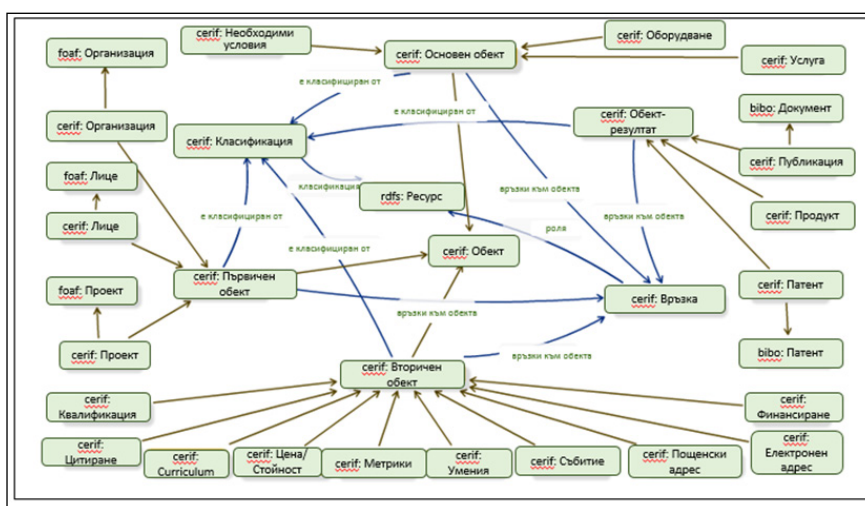 cerif: Необходими
условия
cerif: Оборудване
foaf: Организация
cerif: Основен обект
cerif: Услуга
е класифициран от
bibo: Документ
е класифициран от
cerif: Обект-
резултат
cerif: Организация
cerif: Класификация
cerif: Публикация
foaf: Лице
класификация
връзки към обекта
rdfs: Ресурс
cerif: Лице
е класифициран от
връзки към обекта
cerif: Продукт
роля
е класифициран от
cerif: Обект
cerif: Първичен
обект
foaf: Проект
cerif: Връзка
cerif: Патент
връзки към обекта
cerif: Проект
връзки към обекта
bibo: Патент
cerif: Вторичен
обект
cerif:
Квалификация
cerif:
Финансиране
cerif:
Цитиране
cerif:
Curriculum
cerif: Цена/
Стойност
cerif: Метрики
cerif:
Умения
cerif: Събитие
cerif:
Пощенски
адрес
cerif:
Електронен
адрес